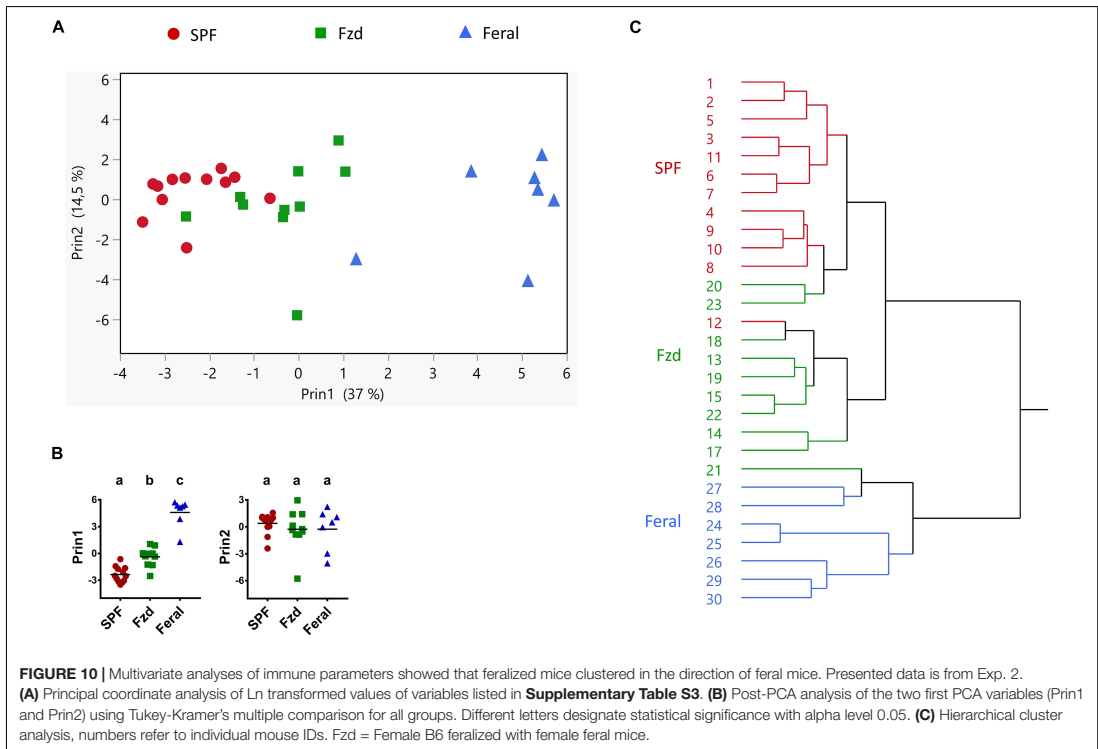 A
SPF
Fzd
Feral
6
4
2
0
-2
-4
-6
Prin2 (14,5 %)
-4 -3 -2 -1 0 1 2 3 4 5 6
Prin1 (37 %)
B
a b c
6
3
0
-3
Prin1
SPF
Fzd
Feral
a a a
3
0
-3
-6
Prin2
SPF
Fzd
Feral
C
SPF
Fzd
Feral
1
2
5
3
11
6
7
4
9
10
8
20
23
12
18
13
19
15
22
14
17
21
27
28
24
25
26
29
30
FIGURE 10 | Multivariate analyses of immune parameters showed that feralized mice clustered in the direction of feral mice. Presented data is from Exp. 2.
(A) Principal coordinate analysis of Ln transformed values of variables listed in Supplementary Table S3. (B) Post-PCA analysis of the two first PCA variables (Prin1
and Prin2) using Tukey-Kramer's multiple comparison for all groups. Different letters designate statistical significance with alpha level 0.05. (C) Hierarchical cluster
analysis, numbers refer to individual mouse IDs. Fzd = Female B6 feralized with female feral mice.